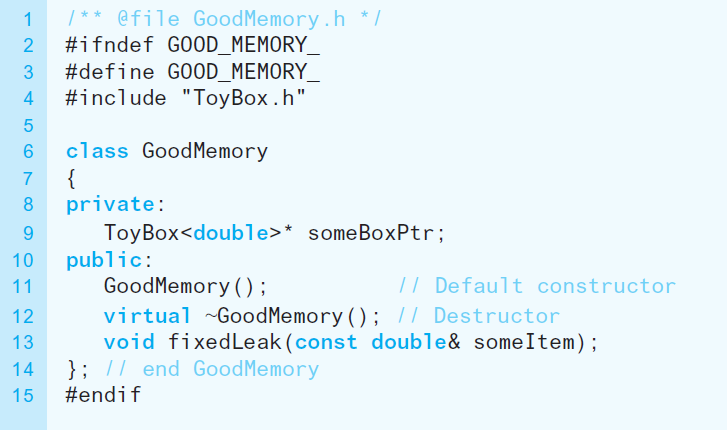 1 /** @file GoodMemory.h */
2 #ifndef GOOD_MEMORY_
3 #define GOOD_MEMORY_
4 #include "ToyBox.h"
5
6 class GoodMemory
7 {
8 private:
9 ToyBox<double>* someBoxPtr;
10 public:
11 GoodMemory(); // Default constructor
12 virtual ~GoodMemory(); // Destructor
13 void fixedLeak(const double& someItem);
14 }; // end GoodMemory
15 #endif